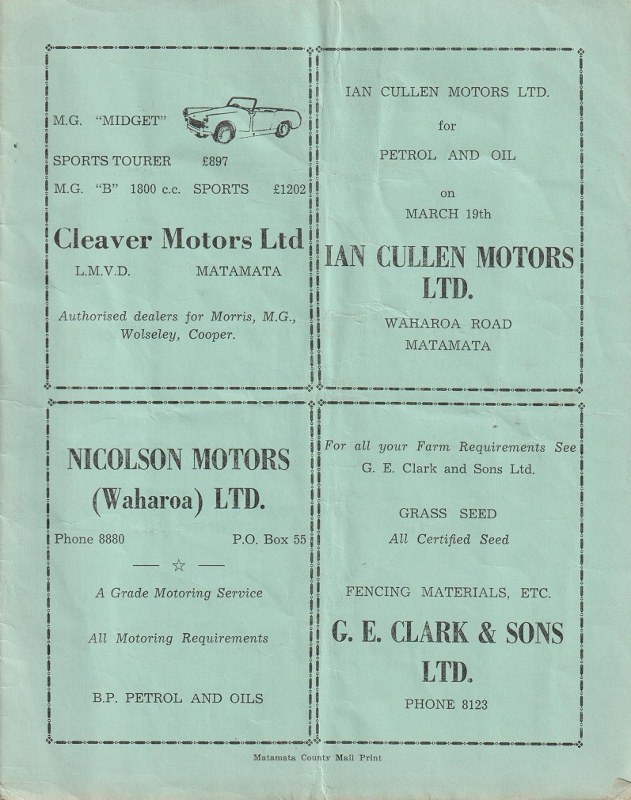 M.G. "MIDGET"
SPORTS TOURER £897
M.G. "B" 1800 c.c. SPORTS £1202
Cleaver Motors Ltd
L.M.V.D. MATAMATA
Authorised dealers for Morris, M.G.,
Wolseley, Cooper.
IAN CULLEN MOTORS LTD.
for
PETROL AND OIL
on
MARCH 19th
IAN CULLEN MOTORS
LTD.
WAHAROA ROAD
MATAMATA
NICOLSON MOTORS
(Waharoa) LTD.
Phone 8880 P.O. Box 55
A Grade Motoring Service
All Motoring Requirements
B.P. PETROL AND OILS
For all your Farm Requirements See
G. E. Clark and Sons Ltd.
GRASS SEED
All Certified Seed
FENCING MATERIALS, ETC.
G. E. CLARK & SONS
LTD.
PHONE 8123
Matamata County Mail Print